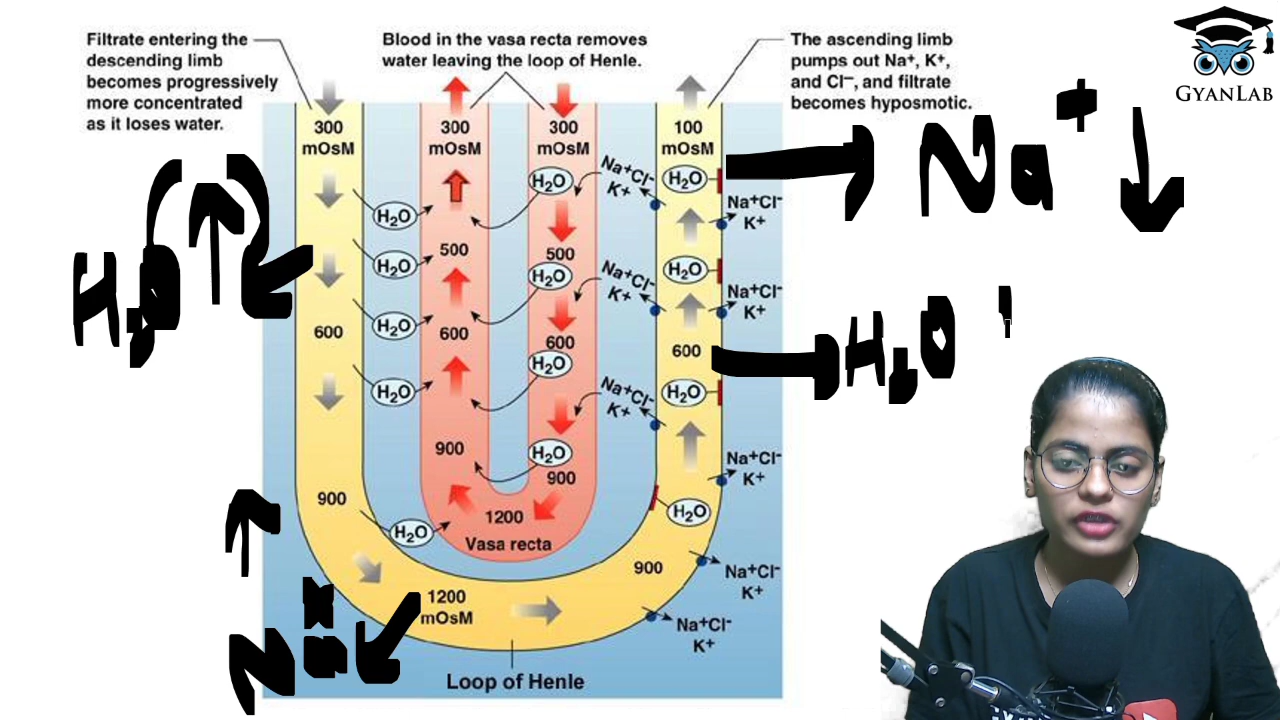 Filtrate entering the
descending limb
becomes progressively
more concentrated
as it loses water.
Blood in the vasa recta removes
water leaving the loop of Henle.
The ascending limb
pumps out Na⁺, K⁺,
and Cl⁻, and filtrate
becomes hyposmotic.
GYANLAB
300
mOsM
300
mOsM
300
mOsM
100
mOsM
Na⁺ ↓
H₂O (↑)
H₂O
H₂O
H₂O
Na⁺Cl⁻
K⁺
Na⁺Cl⁻
K⁺
500
500
H₂O
H₂O
H₂O
Na⁺Cl⁻
K⁺
Na⁺Cl⁻
K⁺
600
H₂O
600
600
H₂O
600
H₂O
H₂O
H₂O
Na⁺Cl⁻
K⁺
900
H₂O
900
Na⁺Cl⁻
K⁺
900
H₂O
1200
Vasa recta
H₂O
900
Na⁺Cl⁻
K⁺
1200
mOsM
Na⁺Cl⁻
K⁺
Loop of Henle